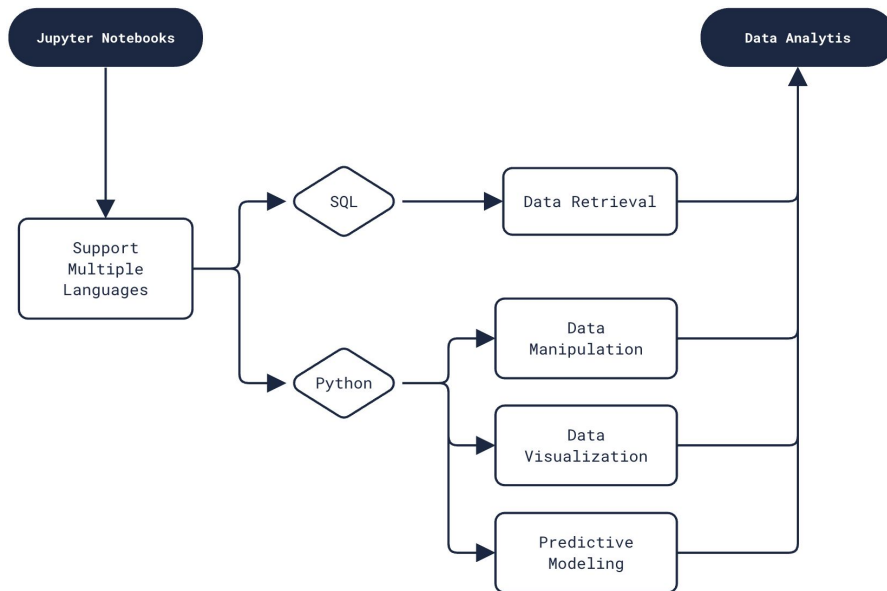 Jupyter Notebooks
Data Analytis
SQL
Data Retrieval
Support
Multiple
Languages
Data
Manipulation
Python
Data
Visualization
Predictive
Modeling